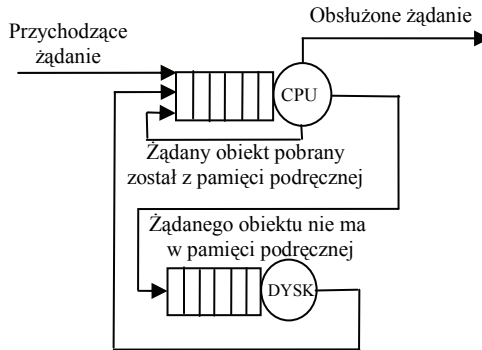 Obsłużone żądanie
Przychodzące
żądanie
CPU
Żądany obiekt pobrany
został z pamięci podręcznej
Żądanego obiektu nie ma
w pamięci podręcznej
DYSK